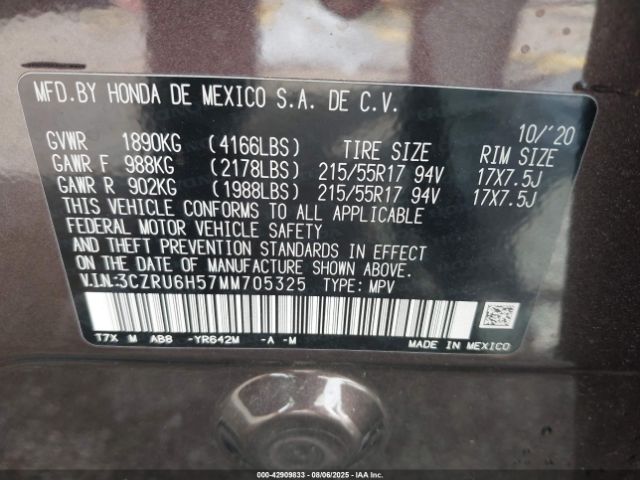 MFD.BY HONDA DE MEXICO S.A. DE C.V.
10/'20
GVWR 1890KG (4166LBS) TIRE SIZE RIM SIZE
GAWR F 988KG (2178LBS) 215/55R17 94V 17X7.5J
GAWR R 902KG (1988LBS) 215/55R17 94V 17X7.5J
THIS VEHICLE CONFORMS TO ALL APPLICABLE
FEDERAL MOTOR VEHICLE SAFETY
AND THEFT PREVENTION STANDARDS IN EFFECT
ON THE DATE OF MANUFACTURE SHOWN ABOVE.
V.I.N:3CZRU6H57MM705325 TYPE: MPV
T7X M ABB -YR642M -A -M
MADE IN MEXICO
000-42909833 - 08/06/2025 - IAA Inc.